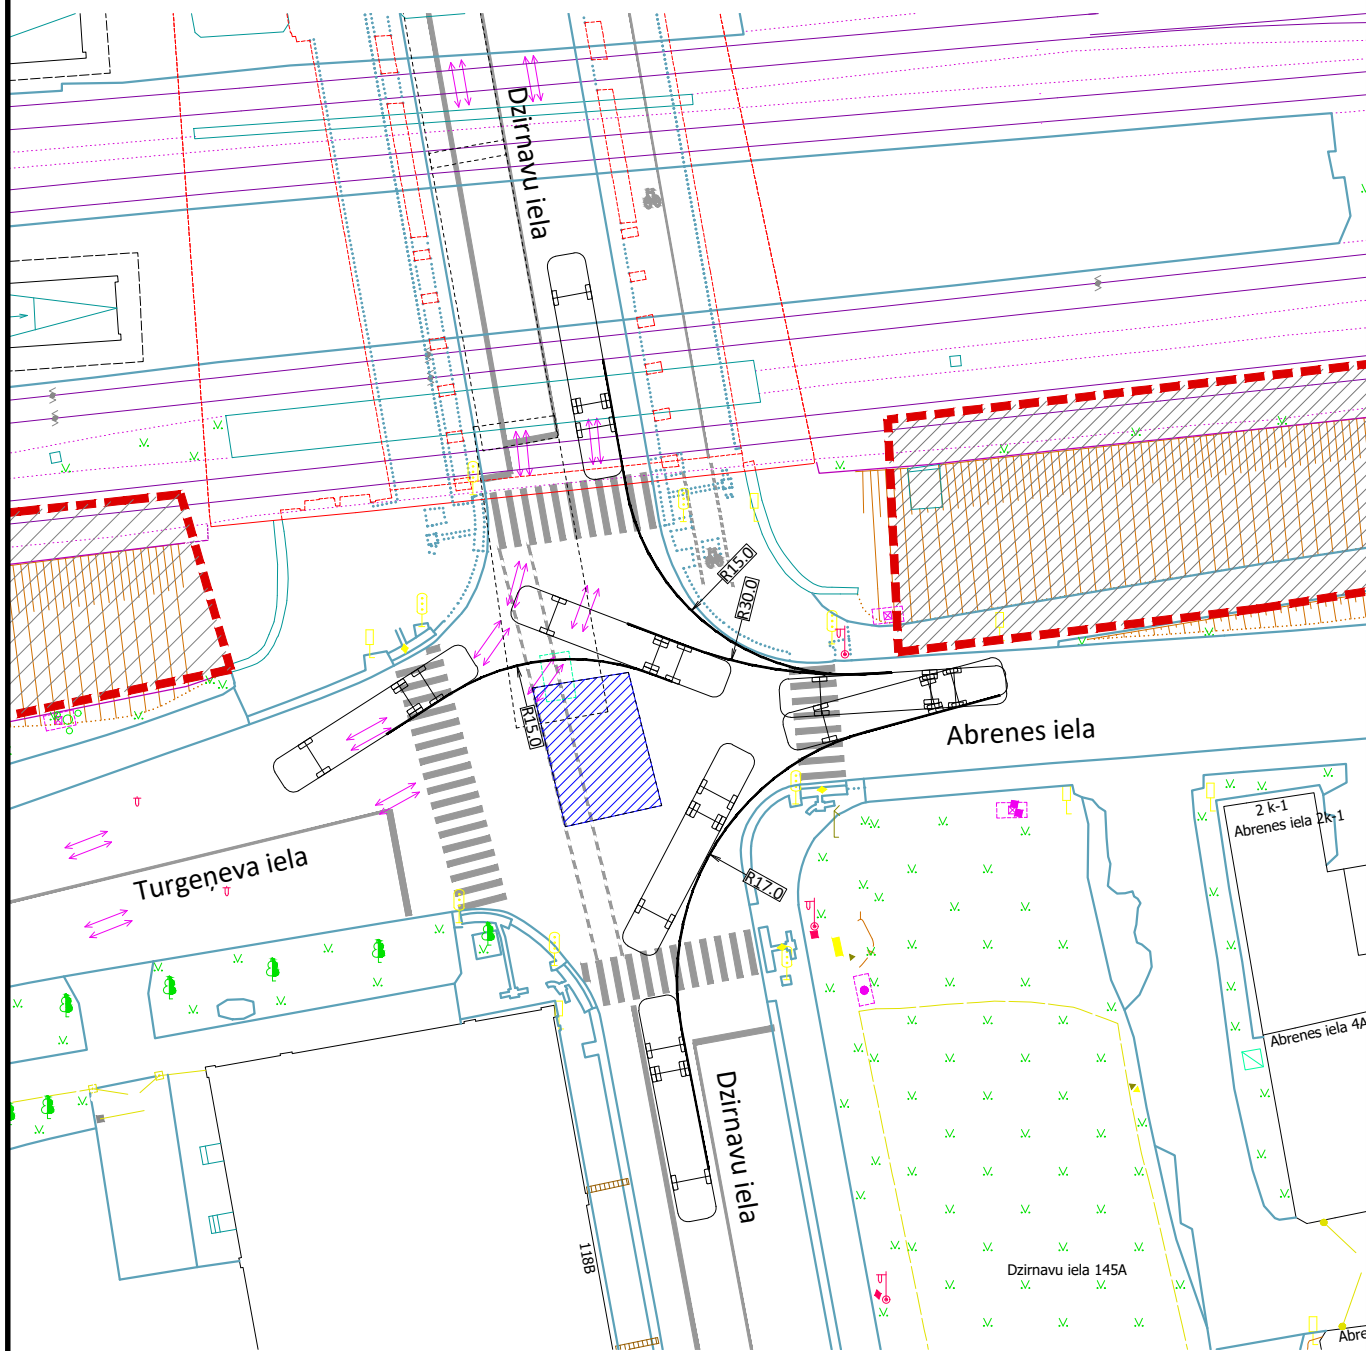 Dzirnavu iela
R15.0
R30.0
R15.0
Abrenes iela
2 k-1
Abrenes iela 2k-1
Turgeņeva iela
R17.0
Abrenes iela 4A
Dzirnavu iela
118B
Dzirnavu iela 145A
Abre